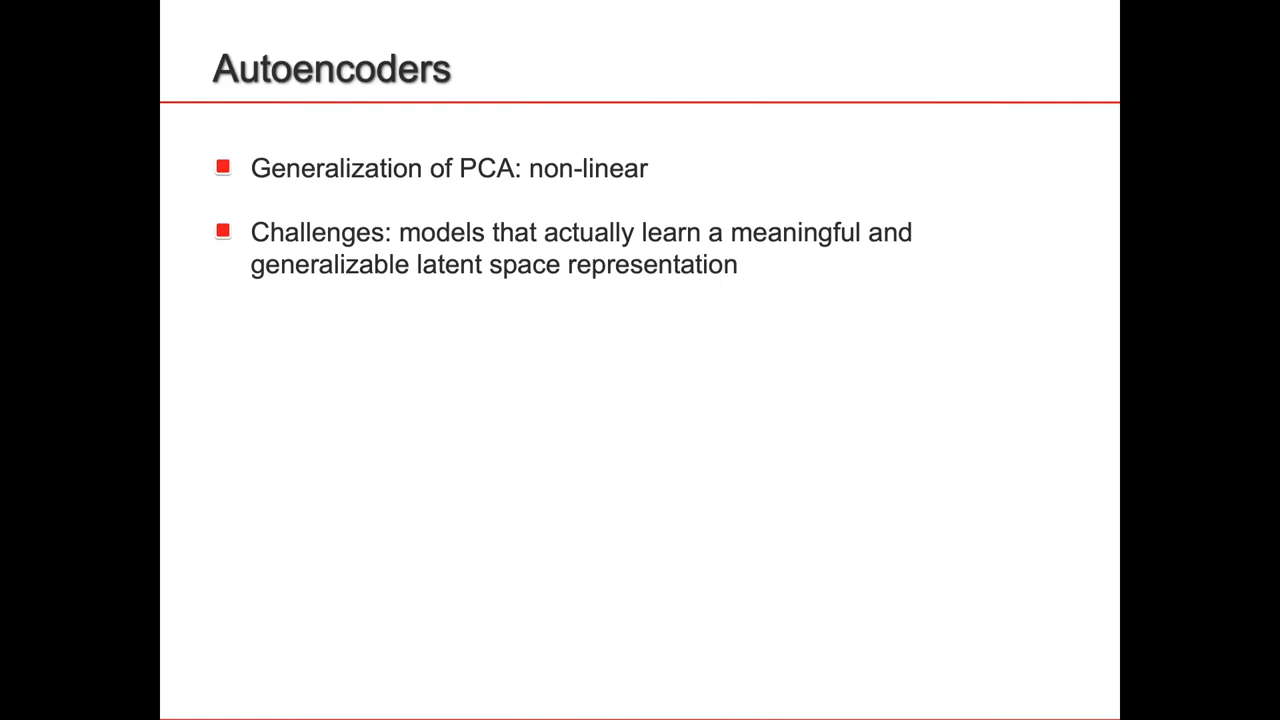 Autoencoders
Generalization of PCA: non-linear
Challenges: models that actually learn a meaningful and
generalizable latent space representation